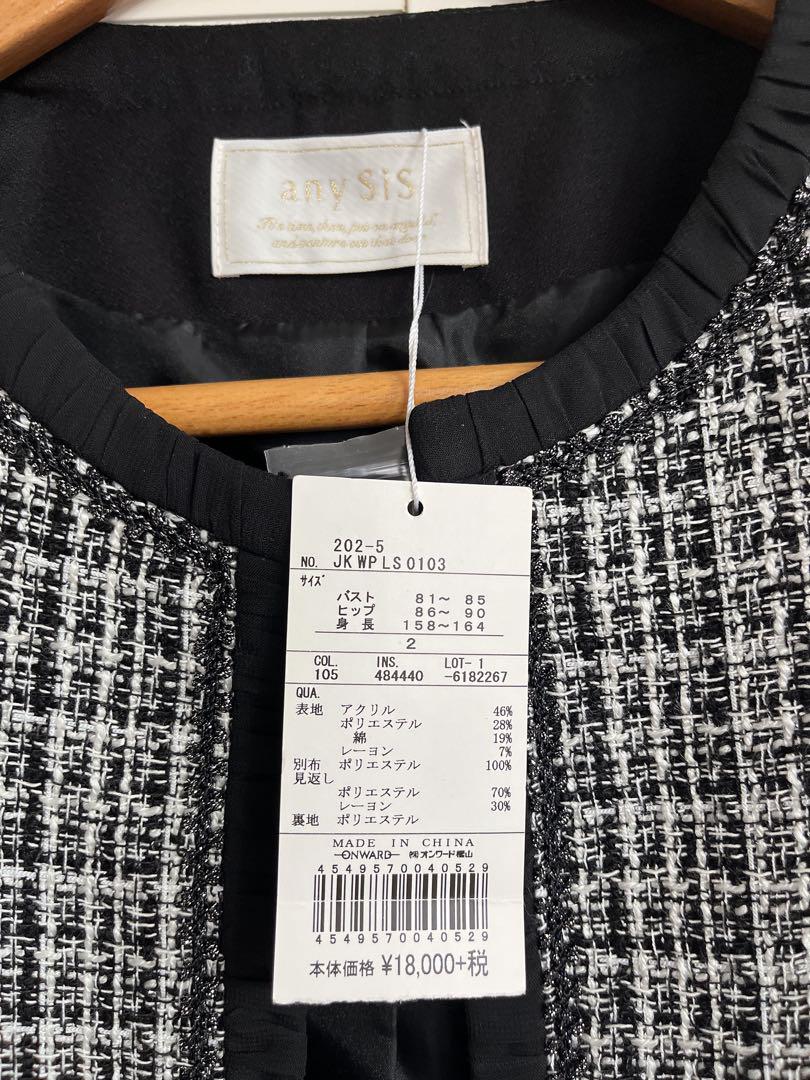 any SiS
202-5
NO. JK WP LS 0103
サイズ
バスト 81～ 85
ヒップ 86～ 90
身長 158～164
2
COL. INS. LOT- 1
105 484440 -6182267
QUA.
表地 アクリル 46%
ポリエステル 28%
綿 19%
レーヨン 7%
別布 ポリエステル 100%
見返し
ポリエステル 70%
レーヨン 30%
裏地 ポリエステル
MADE IN CHINA
ONWARD ㈱オンワード樫山
4549570040529
4549570040529
本体価格 ¥18,000+税